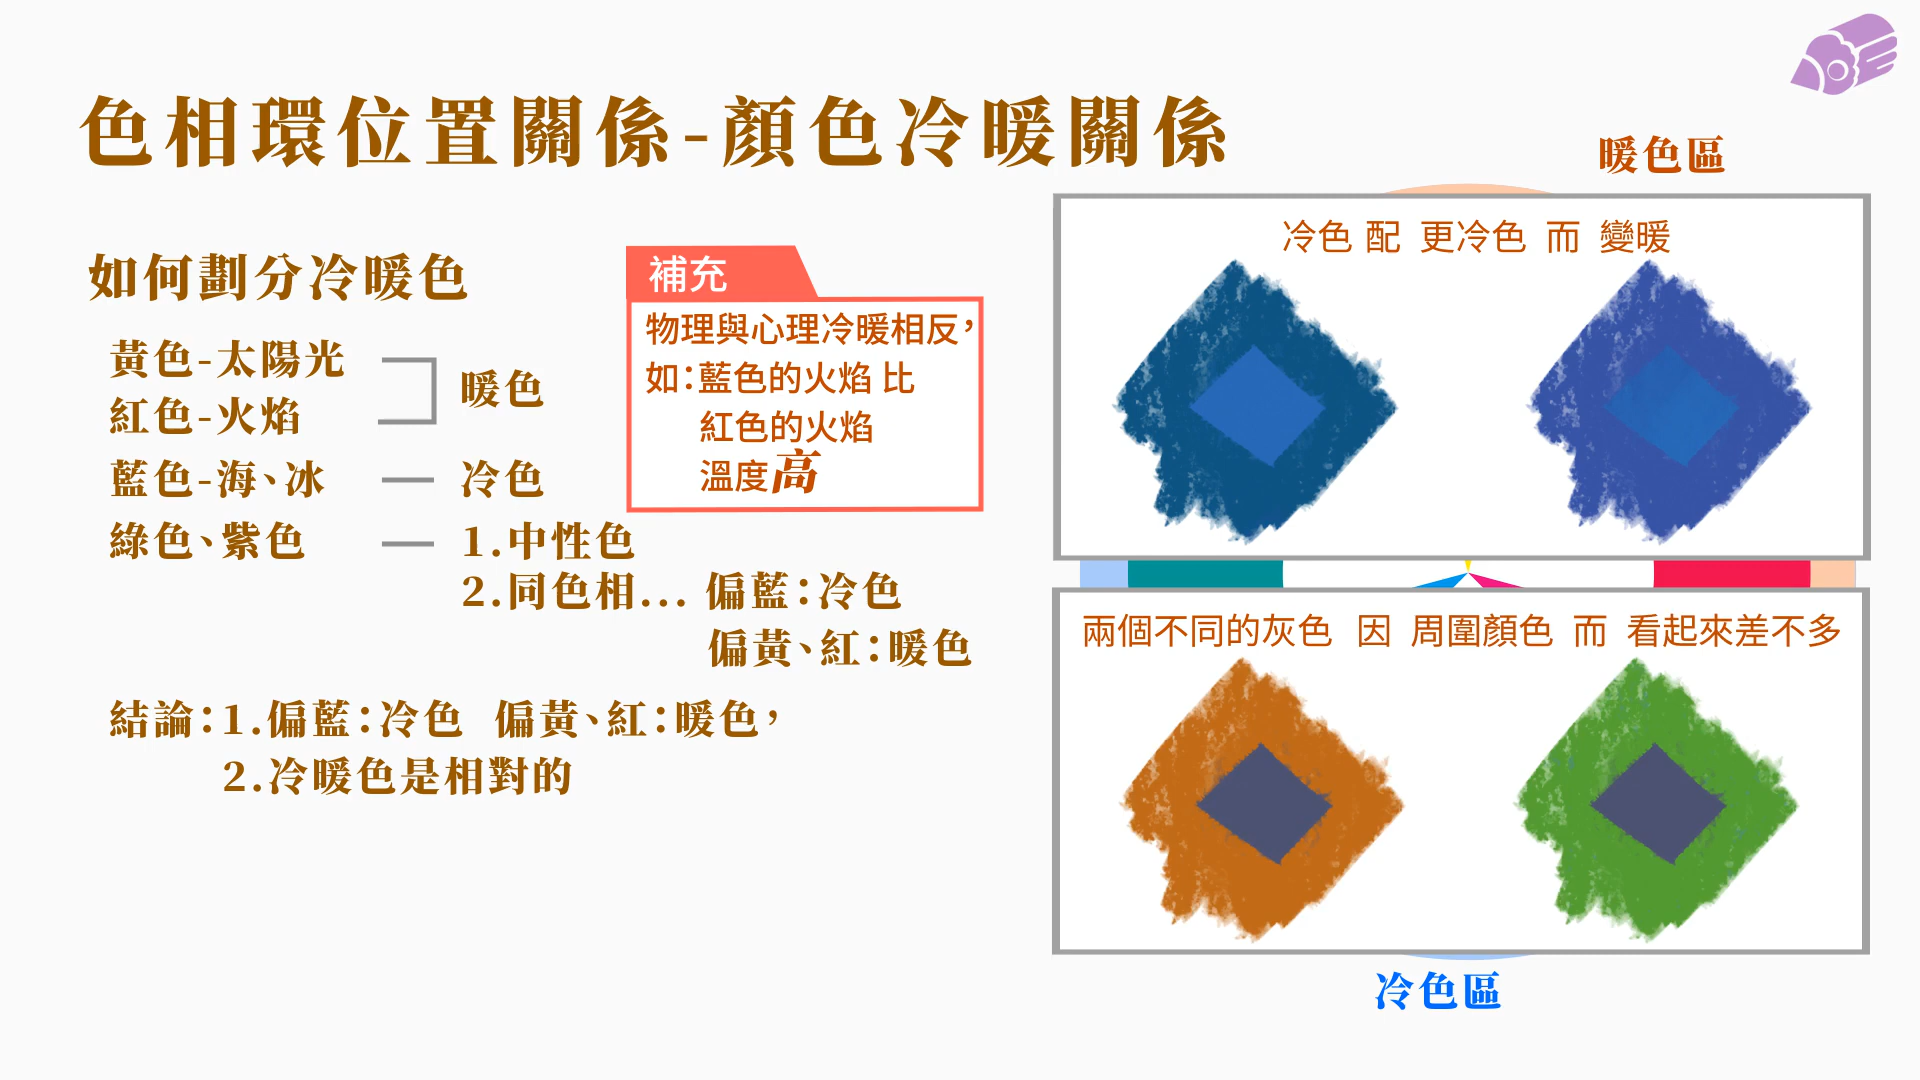 色相環位置關係-顏色冷暖關係
如何劃分冷暖色
黃色-太陽光
紅色-火焰
暖色
藍色-海、冰
冷色
綠色、紫色
1.中性色
2.同色相... 偏藍:冷色
偏黃、紅:暖色
結論:1.偏藍:冷色 偏黃、紅:暖色,
2.冷暖色是相對的
補充
物理與心理冷暖相反,
如:藍色的火焰 比
紅色的火焰
溫度高
暖色區
冷色 配 更冷色 而 變暖
兩個不同的灰色 因 周圍顏色 而 看起來差不多
冷色區